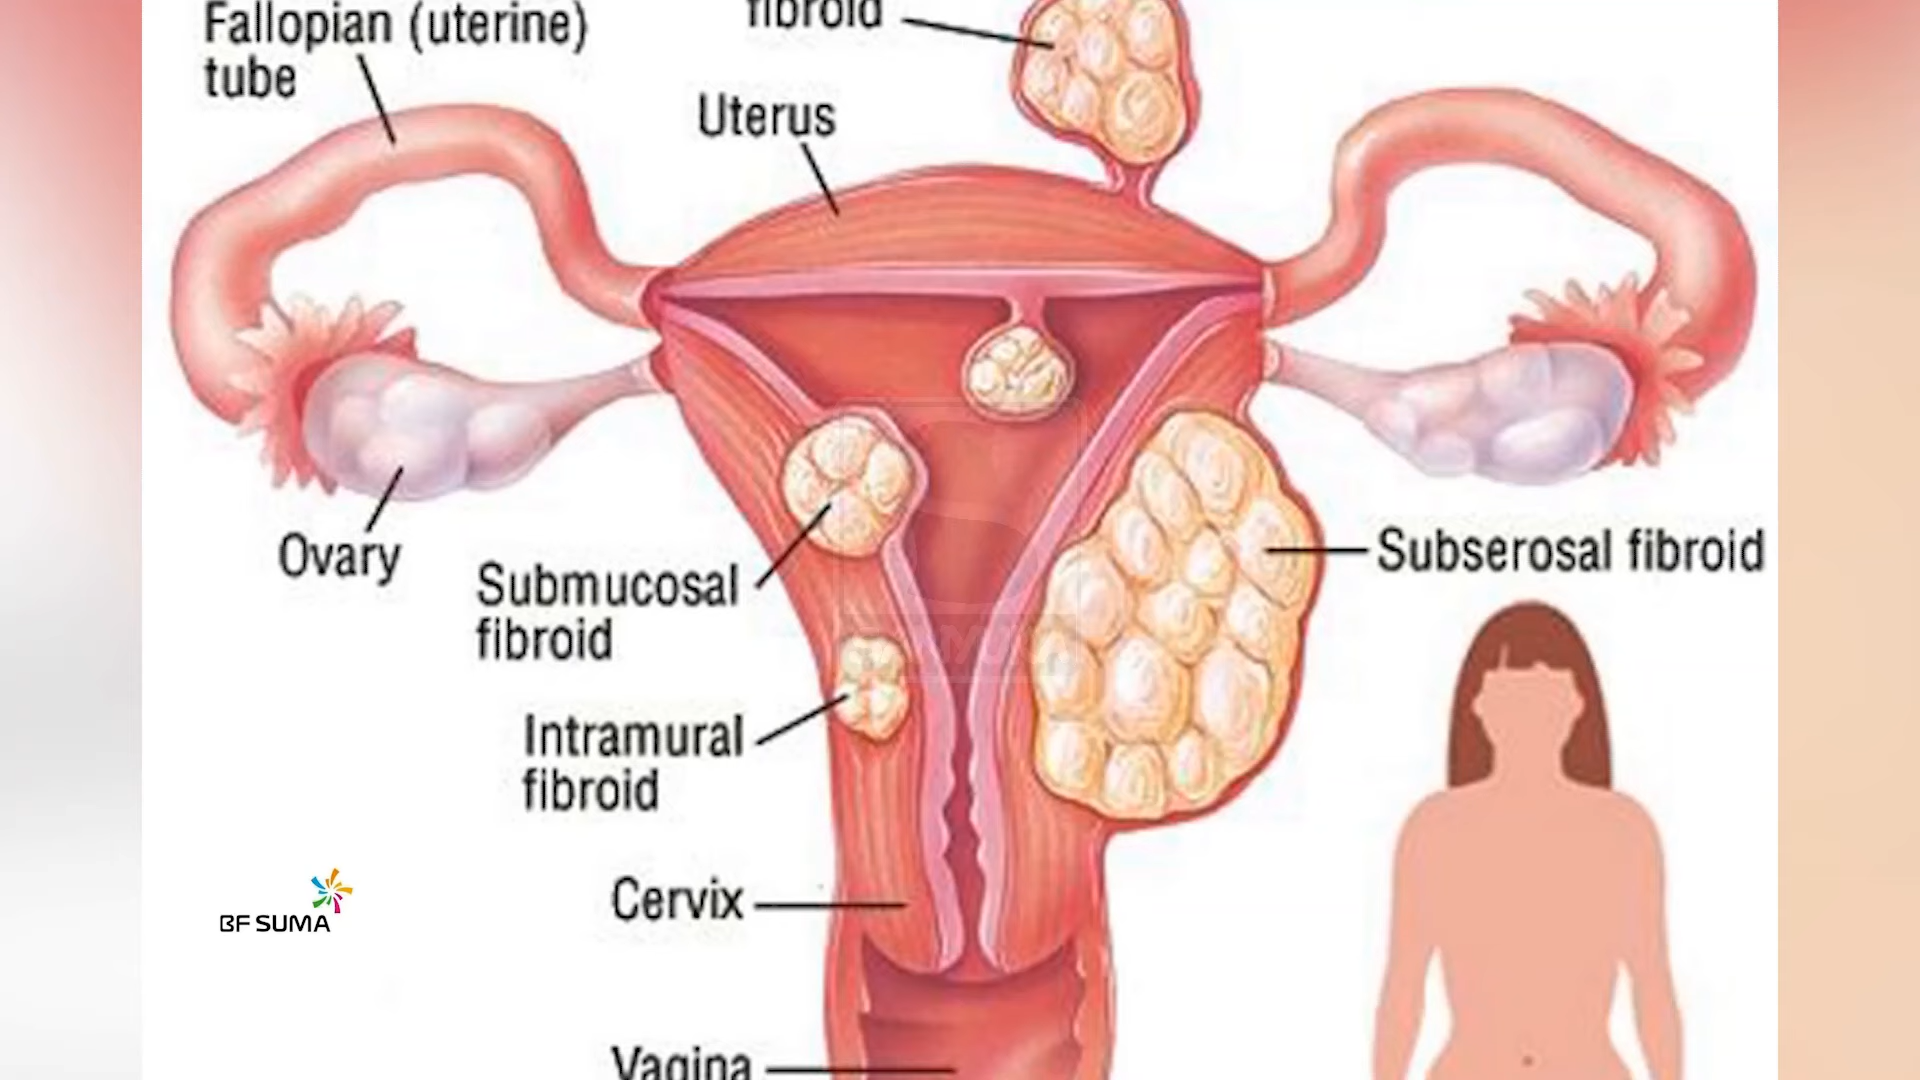 Fallopian (uterine)
tube
fibroid
Uterus
Ovary
Submucosal
fibroid
Subserosal fibroid
Intramural
fibroid
Cervix
BF SUMA
Vagina